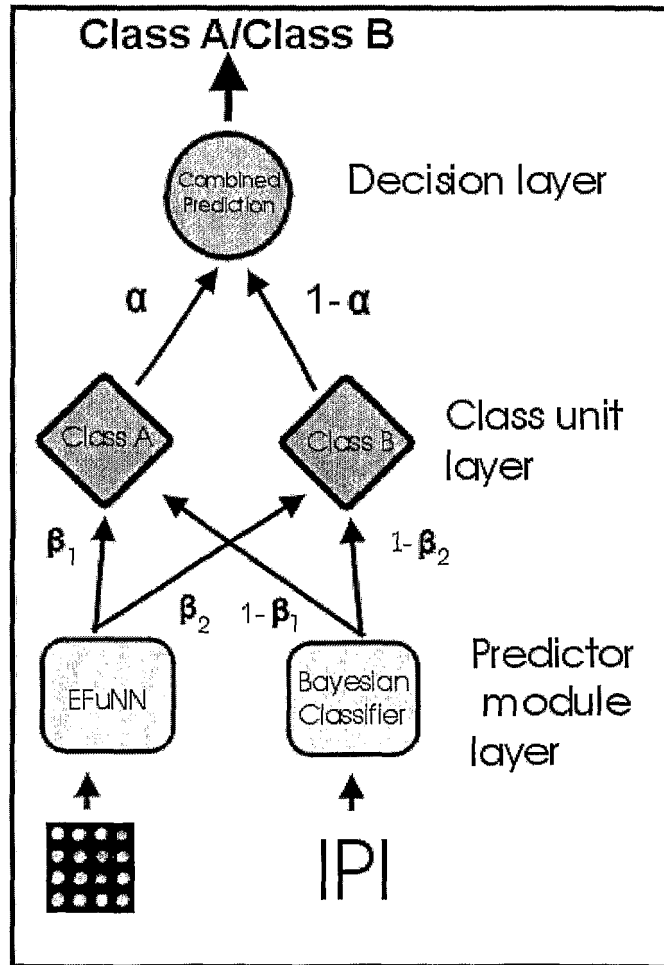 Class A/Class B
Combined
Prediction
Decision layer
α
1-α
Class A
Class B
Class unit
layer
β1
β2
1-β1
1-β2
EFuNN
Bayesian
Classifier
Predictor
module
layer
IPI